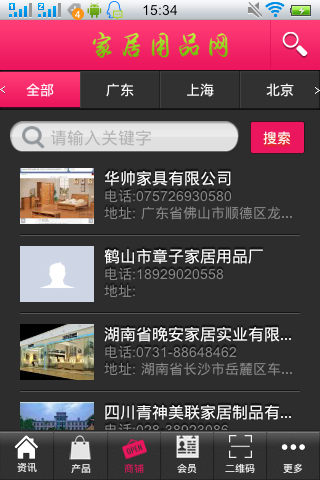 15:34
家居用品网
全部 广东 上海 北京
请输入关键字 搜索
华帅家具有限公司
电话:075726930580
地址: 广东省佛山市顺德区龙...
鹤山市章子家居用品厂
电话:18929020558
地址:
湖南省晚安家居实业有限...
电话:0731-88648462
地址: 湖南省长沙市岳麓区车...
四川青神美联家居制品有...
电话:028-38023086
资讯 产品 商铺 会员 二维码 更多